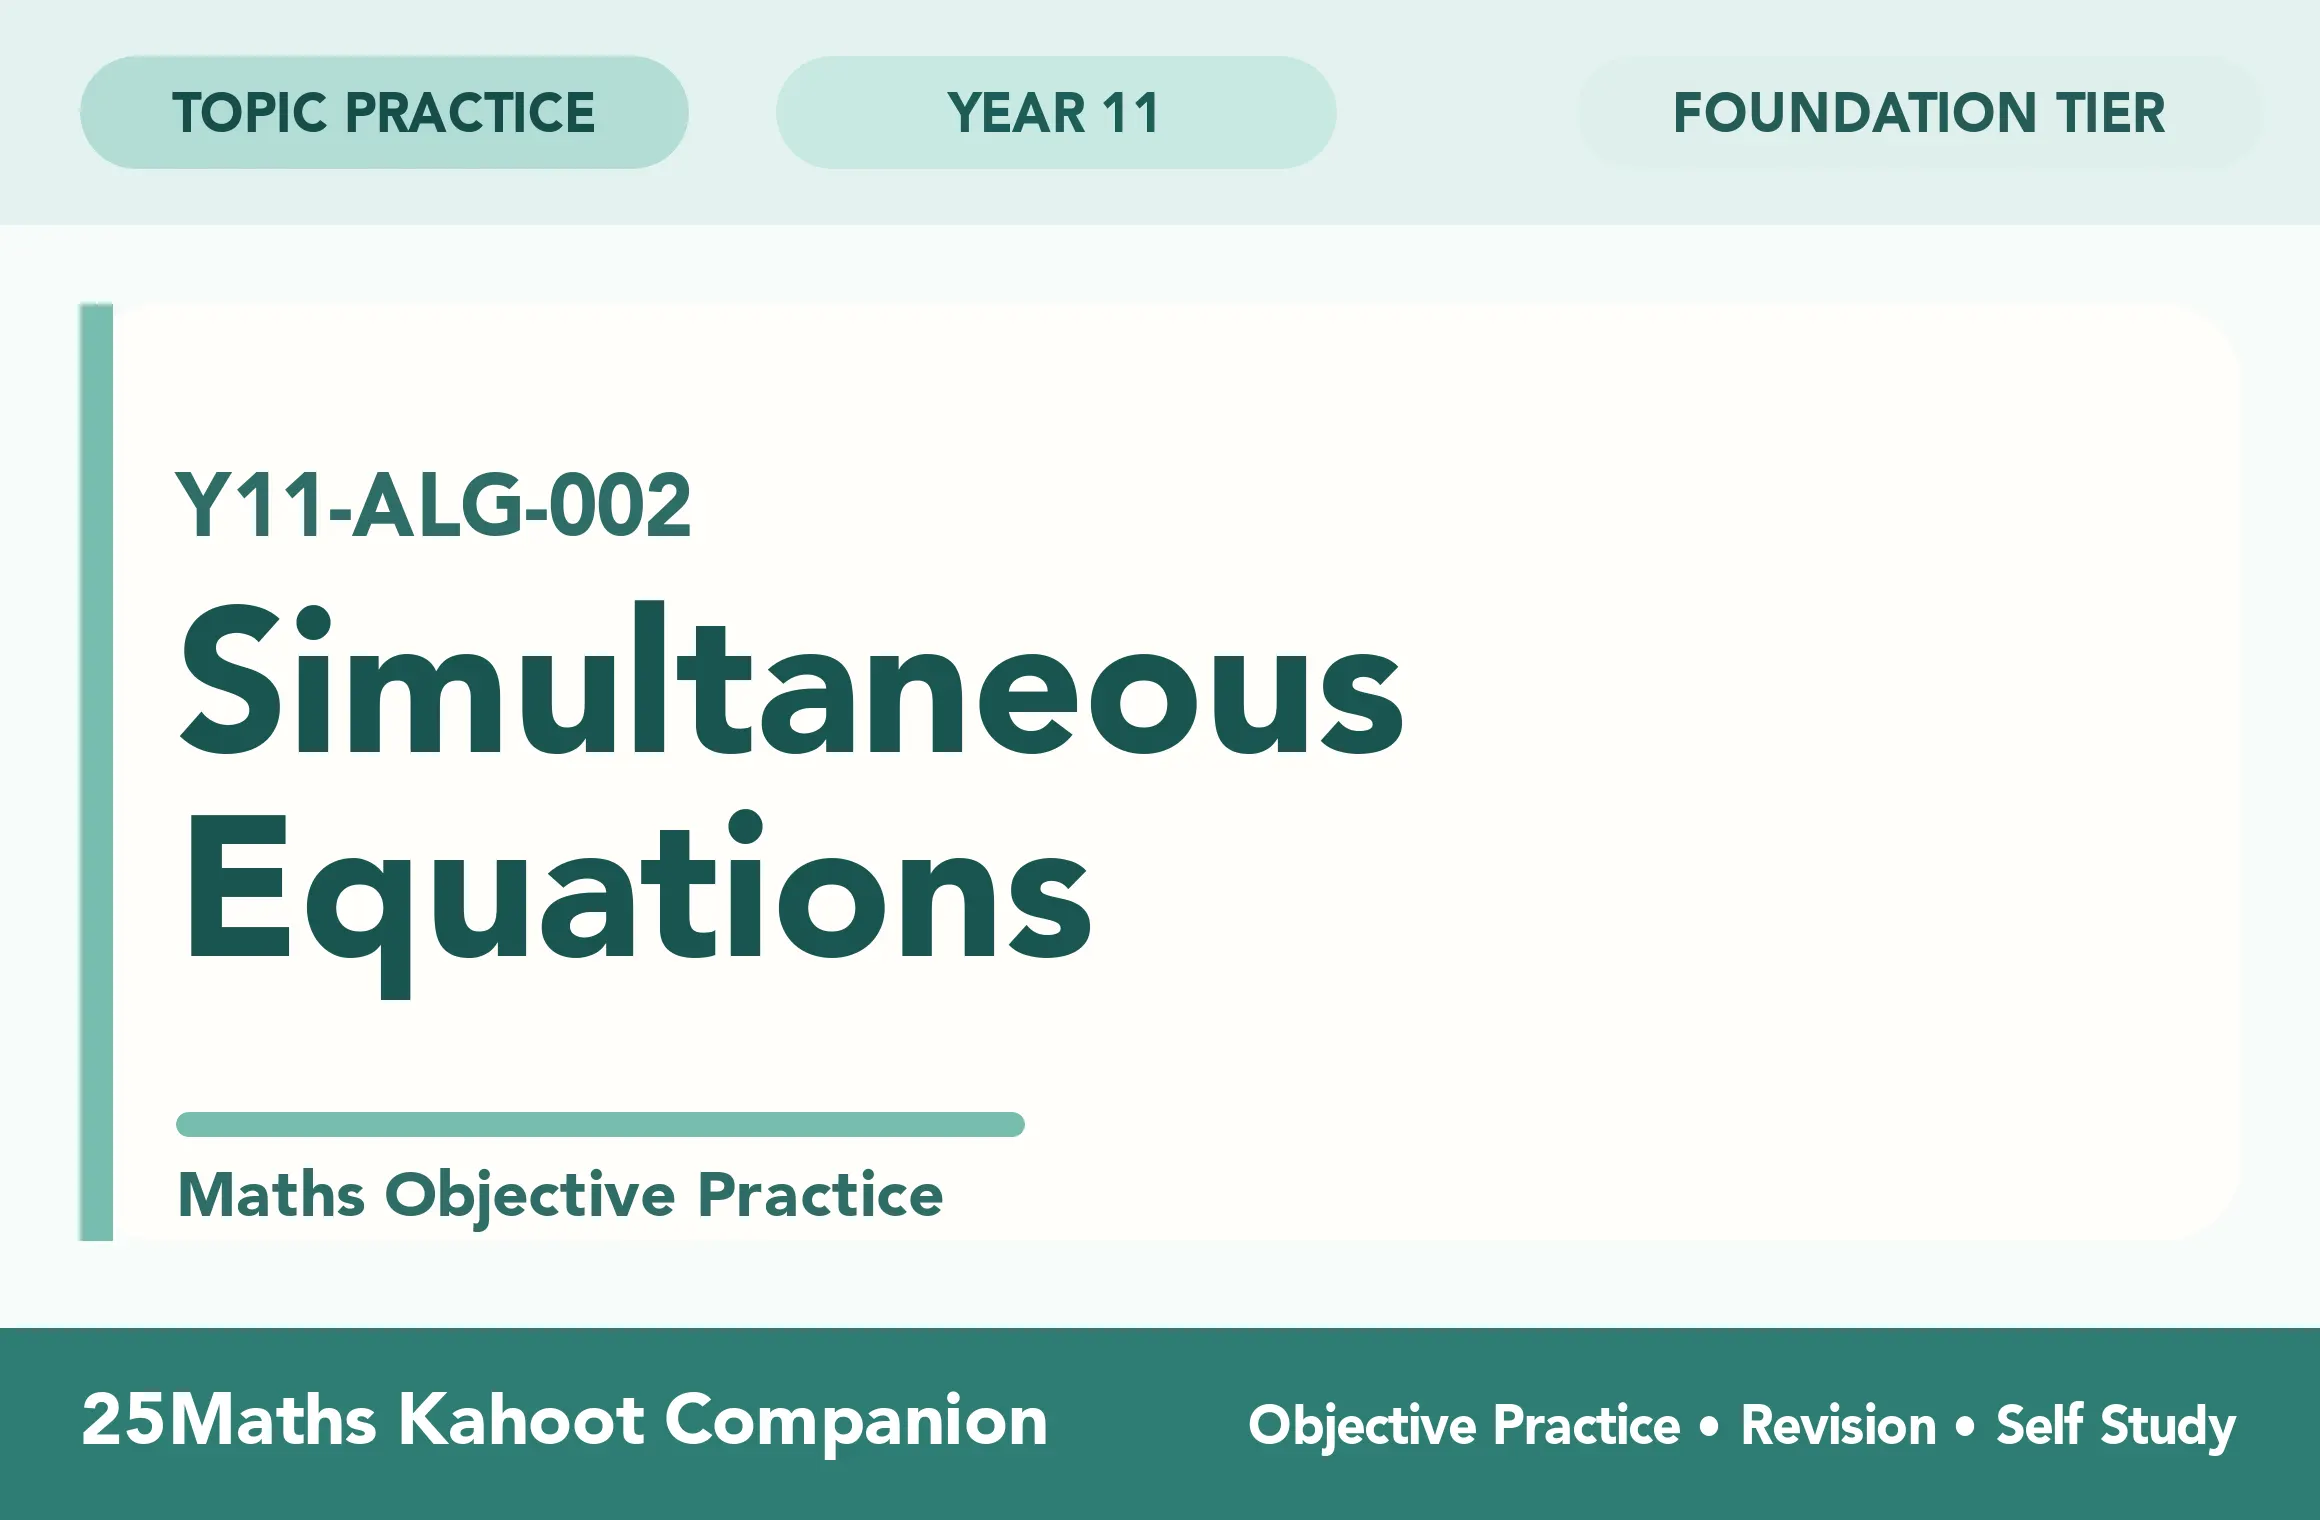 TOPIC PRACTICE
YEAR 11
FOUNDATION TIER
Y11-ALG-002
Simultaneous
Equations
Maths Objective Practice
25Maths Kahoot Companion
Objective Practice • Revision • Self Study